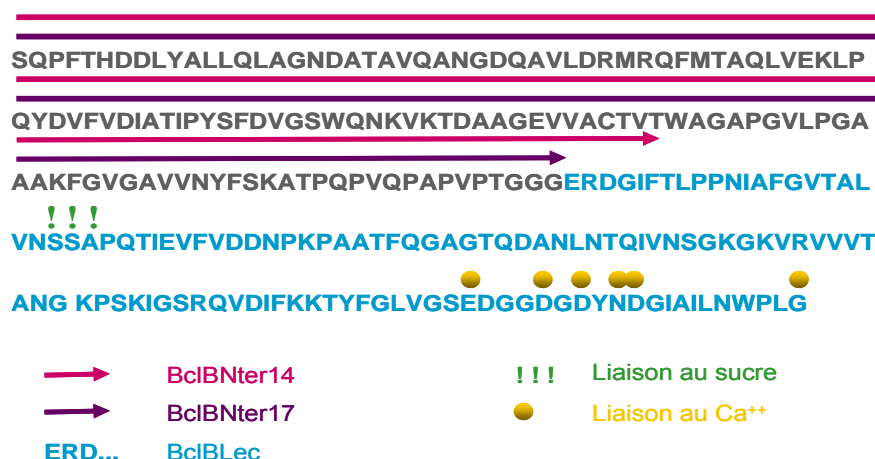 SQPFTHDDLYALLQLAGNDATAVQANGDQAVLDRMRQFMTAQLVEKLP
QYDVFVDIATIPYSFDVGSWQNKVKTDAAGEVVACTVTWAGAPGVLPGA
AAKFGVGAVVNYFSKATPQPVQPAPVPTGGGERDGIFTLPPNIAFGVTAL
! ! !
VNSSAPQTIEVFVDDNPKPAATFQGAGTQDANLNTQIVNSGKGKVRVVVT
ANG KPSKIGSRQVDIFKKTYFGLVGSEDGGDGDYNDGIAILNWPLG
BclBNter14 ! ! ! Liaison au sucre
BclBNter17 Liaison au Ca++
ERD... BclBLec